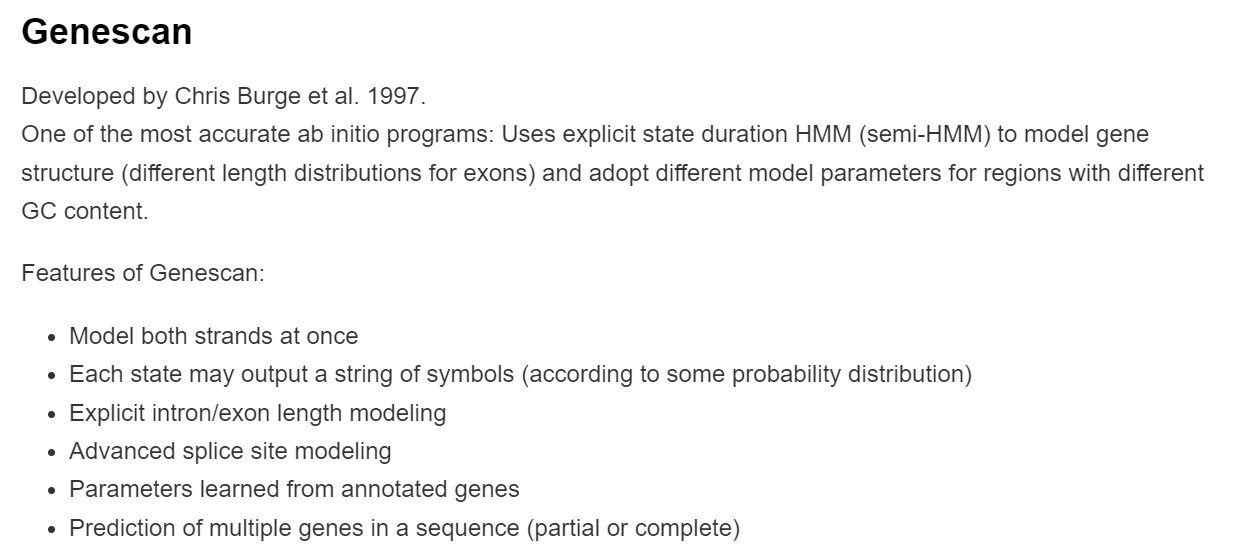 Genescan
Developed by Chris Burge et al. 1997.
One of the most accurate ab initio programs: Uses explicit state duration HMM (semi-HMM) to model gene
structure (different length distributions for exons) and adopt different model parameters for regions with different
GC content.
Features of Genescan:
• Model both strands at once
• Each state may output a string of symbols (according to some probability distribution)
• Explicit intron/exon length modeling
• Advanced splice site modeling
• Parameters learned from annotated genes
• Prediction of multiple genes in a sequence (partial or complete)